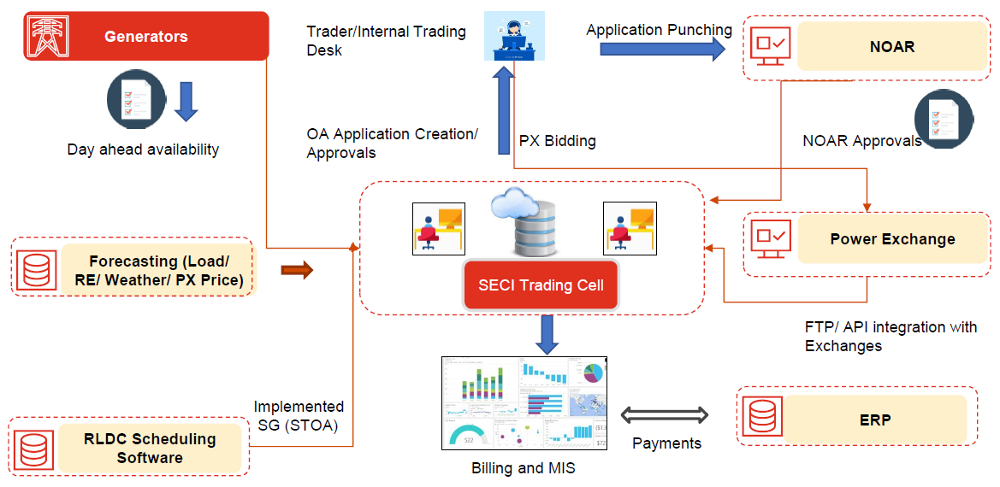 Generators
Trader/Internal Trading
Desk
Application Punching
NOAR
Day ahead availability
OA Application Creation/
Approvals
PX Bidding
NOAR Approvals
Forecasting (Load/
RE/ Weather/ PX Price)
SECI Trading Cell
Power Exchange
FTP/ API integration with
Exchanges
Implemented
SG (STOA)
RLDC Scheduling
Software
522
Payments
ERP
Billing and MIS